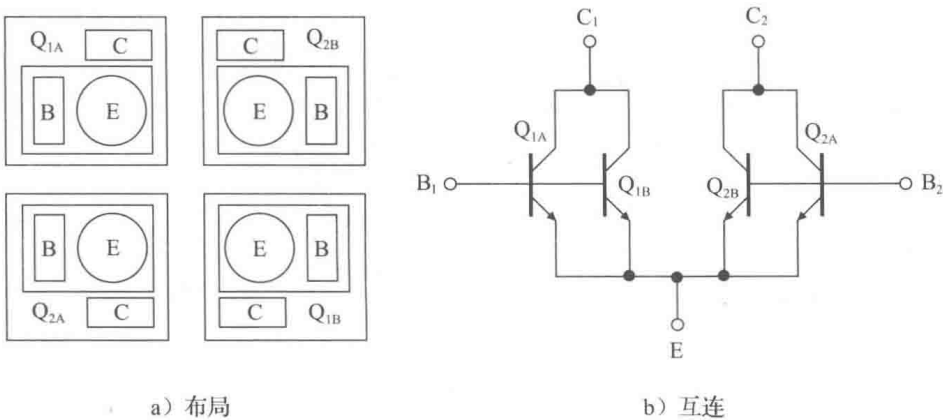 Q1A C
B E
C Q2B
E B
B E
Q2A C
E B
C Q1B
a）布局
C1 C2
Q1A Q2A
B1 Q1B Q2B B2
E
b）互连